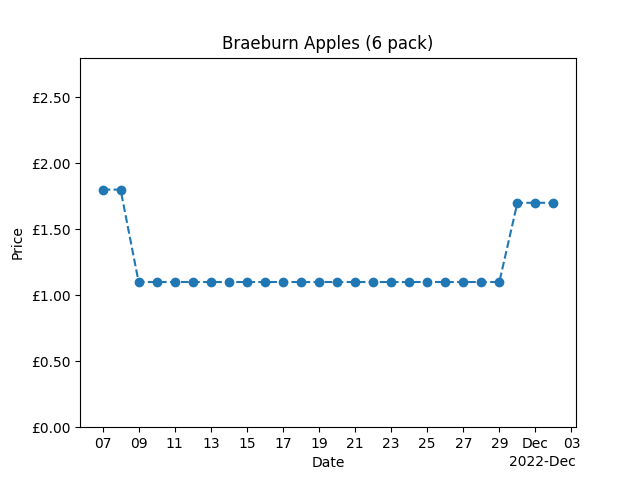 Braeburn Apples (6 pack)
£2.50
£2.00
£1.50
£1.00
£0.50
£0.00
Price
07 09 11 13 15 17 19 21 23 25 27 29 Dec 03
Date
2022-Dec